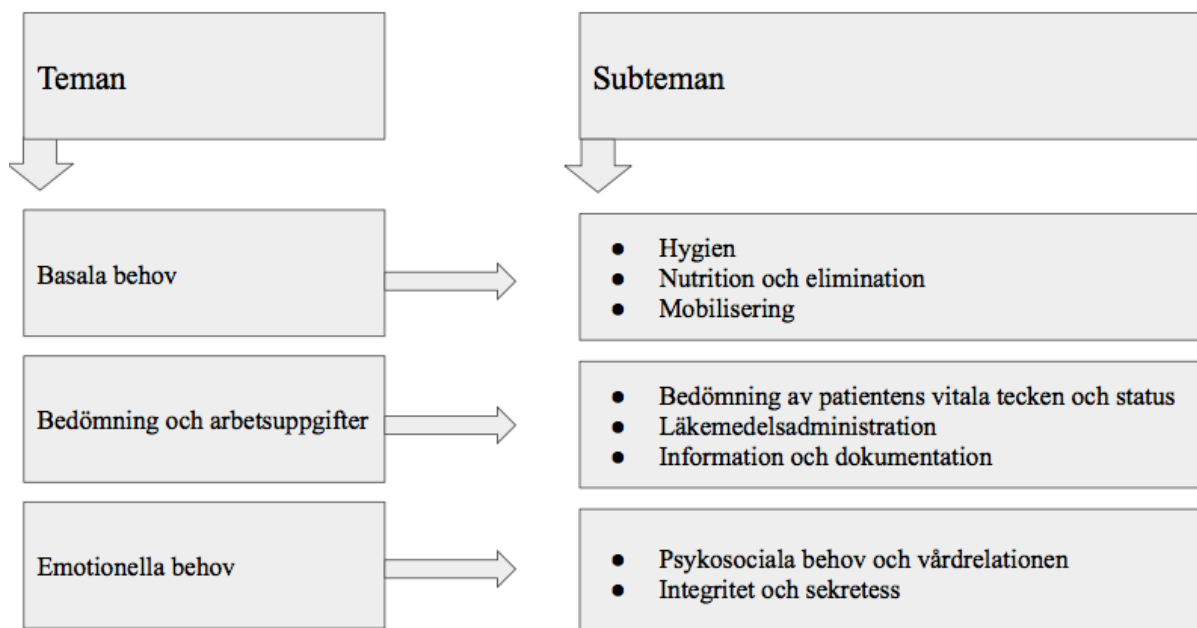 Teman
Subteman
Basala behov
● Hygien
● Nutrition och elimination
● Mobilisering
Bedömning och arbetsuppgifter
● Bedömning av patientens vitala tecken och status
● Läkemedelsadministration
● Information och dokumentation
Emotionella behov
● Psykosociala behov och vårdrelationen
● Integritet och sekretess